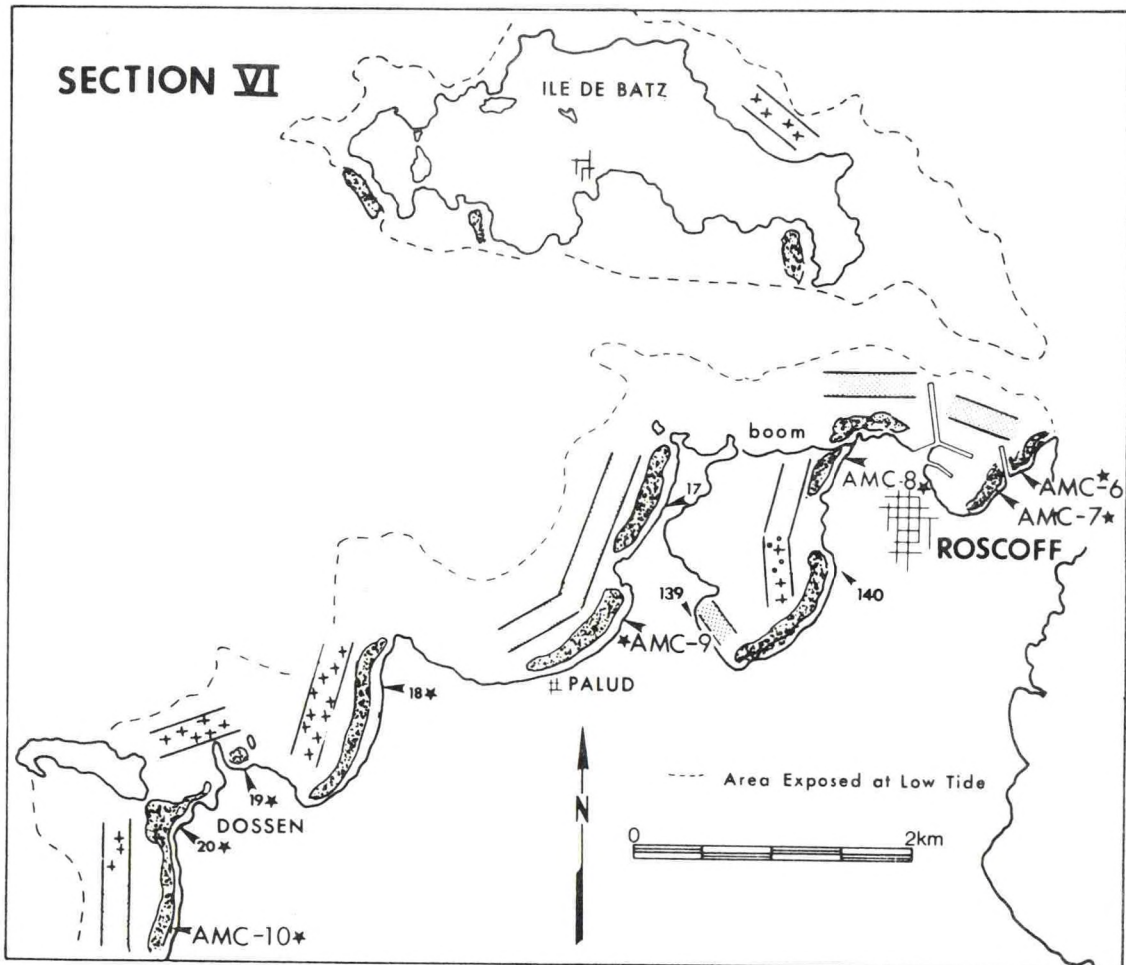 SECTION VI
ILE DE BATZ
boom
AMC-8★
AMC-6★
AMC-7★
ROSCOFF
17
139
140
★AMC-9
PALUD
18★
---- Area Exposed at Low Tide
N
0 2km
19★
DOSSEN
20★
AMC-10★